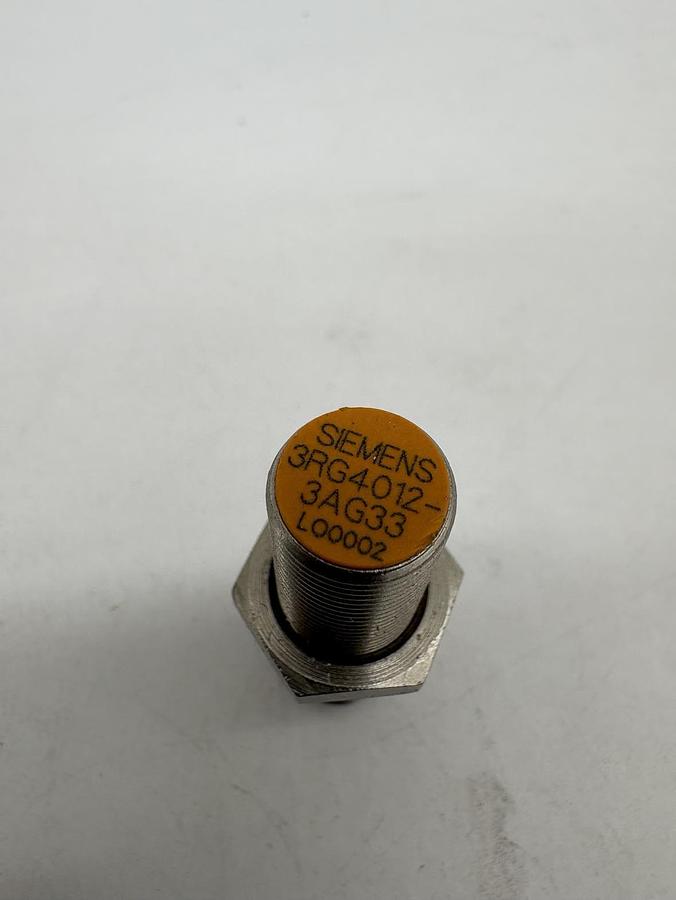 SIEMENS
3RG4012-
3AG33
L00002